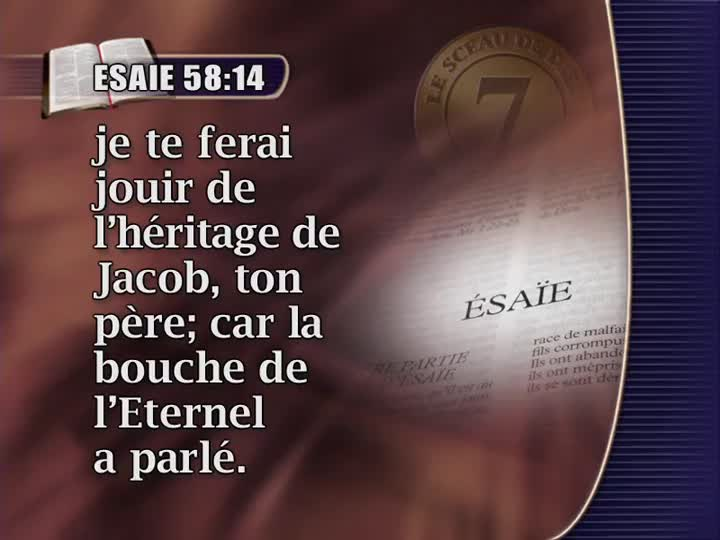 ESAIE 58:14
je te ferai
jouir de
l'héritage de
Jacob, ton
père; car la
bouche de
l'Eternel
a parlé.
LE SCEAU DE
7
ÉSAÏE
PARTIE
race de malfai
fils corrompu
Ils ont aband
ils ont mépris
ils se sont dé